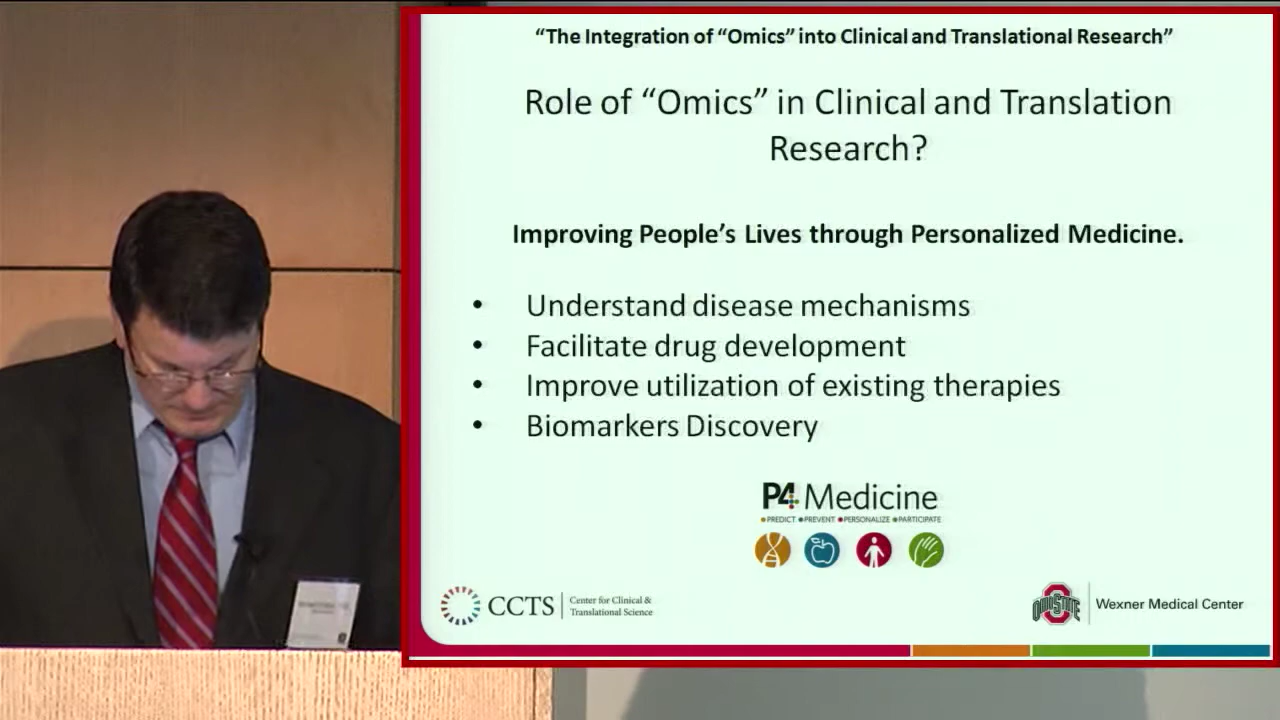 “The Integration of “Omics” into Clinical and Translational Research”
Role of “Omics” in Clinical and Translation
Research?
Improving People’s Lives through Personalized Medicine.
• Understand disease mechanisms
• Facilitate drug development
• Improve utilization of existing therapies
• Biomarkers Discovery
P4 Medicine
•PREDICT •PREVENT •PERSONALIZE •PARTICIPATE
CCTS
Center for Clinical &
Translational Science
OHIO STATE
Wexner Medical Center